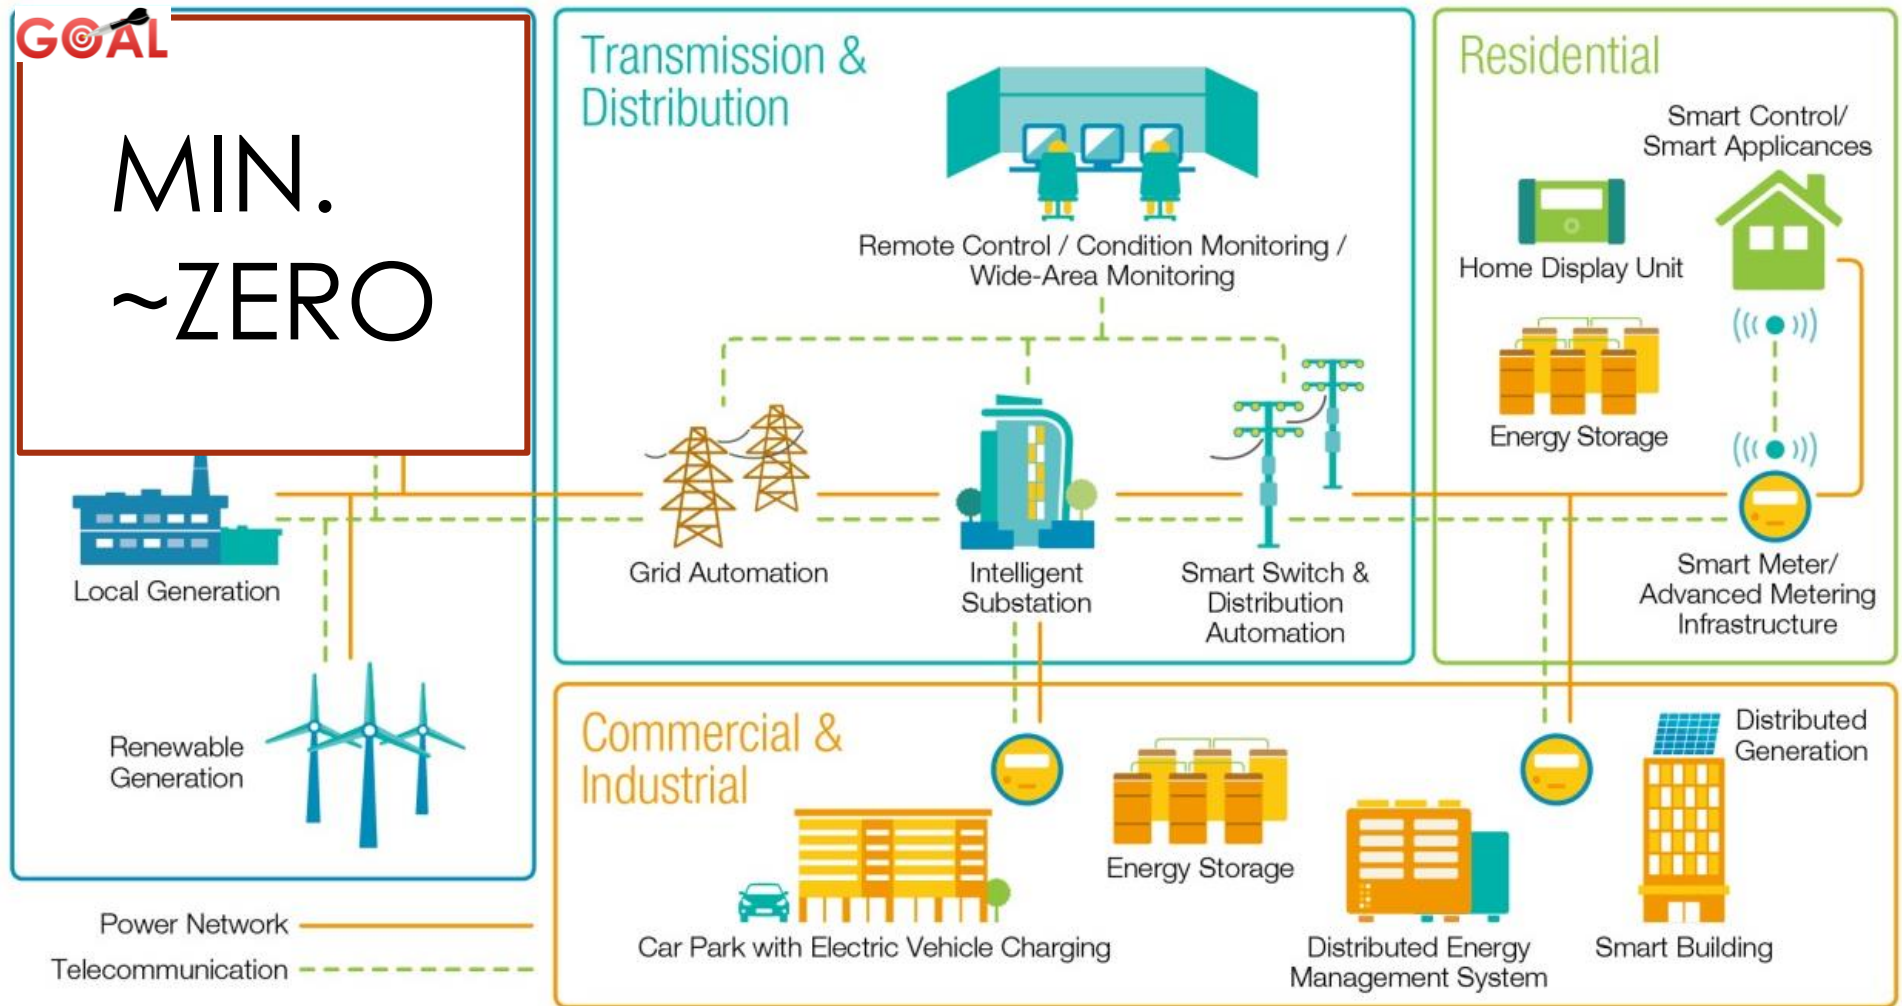 GOAL
MIN.
~ZERO
Local Generation
Renewable
Generation
Power Network
Telecommunication
Transmission &
Distribution
Remote Control / Condition Monitoring /
Wide-Area Monitoring
Grid Automation
Intelligent
Substation
Smart Switch &
Distribution
Automation
Residential
Smart Control/
Smart Applicances
Home Display Unit
Energy Storage
Smart Meter/
Advanced Metering
Infrastructure
Commercial &
Industrial
Car Park with Electric Vehicle Charging
Energy Storage
Distributed Energy
Management System
Distributed
Generation
Smart Building